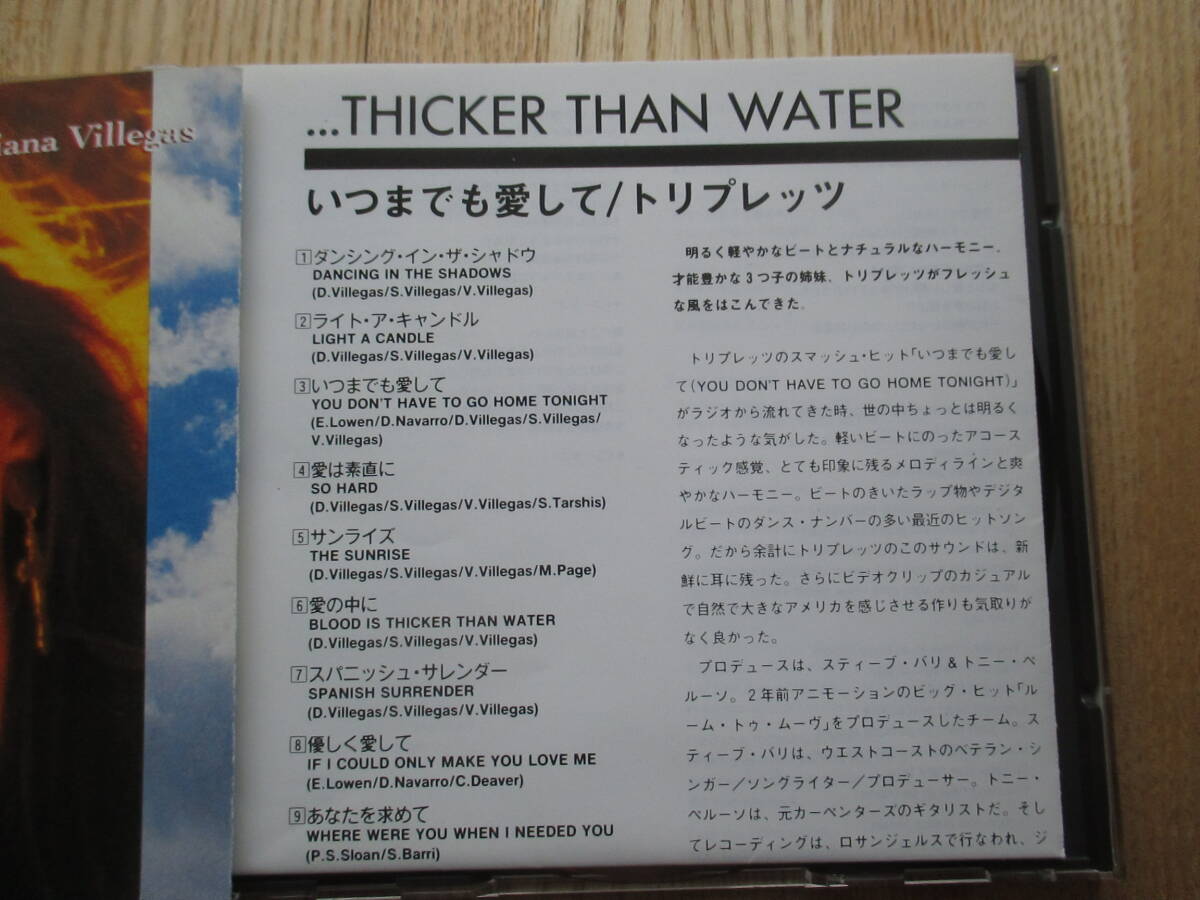 iana Villegas
...THICKER THAN WATER
いつまでも愛して/トリプレッツ
1 ダンシング・イン・ザ・シャドウ
DANCING IN THE SHADOWS
(D.Villegas/S.Villegas/V.Villegas)
2 ライト・ア・キャンドル
LIGHT A CANDLE
(D.Villegas/S.Villegas/V.Villegas)
3 いつまでも愛して
YOU DON'T HAVE TO GO HOME TONIGHT
(E.Lowen/D.Navarro/D.Villegas/S.Villegas/
V.Villegas)
4 愛は素直に
SO HARD
(D.Villegas/S.Villegas/V.Villegas/S.Tarshis)
5 サンライズ
THE SUNRISE
(D.Villegas/S.Villegas/V.Villegas/M.Page)
6 愛の中に
BLOOD IS THICKER THAN WATER
(D.Villegas/S.Villegas/V.Villegas)
7 スパニッシュ・サレンダー
SPANISH SURRENDER
(D.Villegas/S.Villegas/V.Villegas)
8 優しく愛して
IF I COULD ONLY MAKE YOU LOVE ME
(E.Lowen/D.Navarro/C.Deaver)
9 あなたを求めて
WHERE WERE YOU WHEN I NEEDED YOU
(P.S.Sloan/S.Barri)
明るく軽やかなビートとナチュラルなハーモニー。
才能豊かな3つ子の姉妹、トリプレッツがフレッシュ
な風をはこんできた。
トリプレッツのスマッシュ・ヒット「いつまでも愛し
て(YOU DON'T HAVE TO GO HOME TONIGHT)」
がラジオから流れてきた時、世の中ちょっとは明るく
なったような気がした。軽いビートにのったアコース
ティック感覚、とても印象に残るメロディラインと爽
やかなハーモニー。ビートのきいたラップ物やデジタ
ルビートのダンス・ナンバーの多い最近のヒットソン
グ。だから余計にトリプレッツのこのサウンドは、新
鮮に耳に残った。さらにビデオクリップのカジュアル
で自然で大きなアメリカを感じさせる作りも気取りが
なく良かった。
プロデュースは、スティーブ・バリ&トニー・ペ
ルーソ。2年前アニモーションのビッグ・ヒット「ル
ーム・トゥ・ムーヴ」をプロデュースしたチーム。ス
ティーブ・バリは、ウエストコーストのベテラン・シ
ンガー/ソングライター/プロデューサー。トニー・
ペルーソは、元カーペンターズのギタリストだ。そし
てレコーディングは、ロサンジェルスで行なわれ、ジ